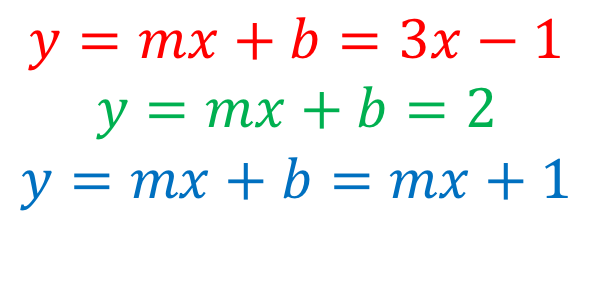 y = mx + b = 3x − 1
y = mx + b = 2
y = mx + b = mx + 1